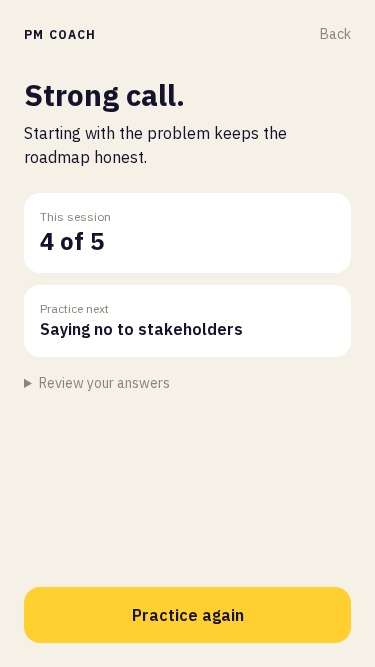 PM COACH
Back
Strong call.
Starting with the problem keeps the
roadmap honest.
This session
4 of 5
Practice next
Saying no to stakeholders
Review your answers
Practice again